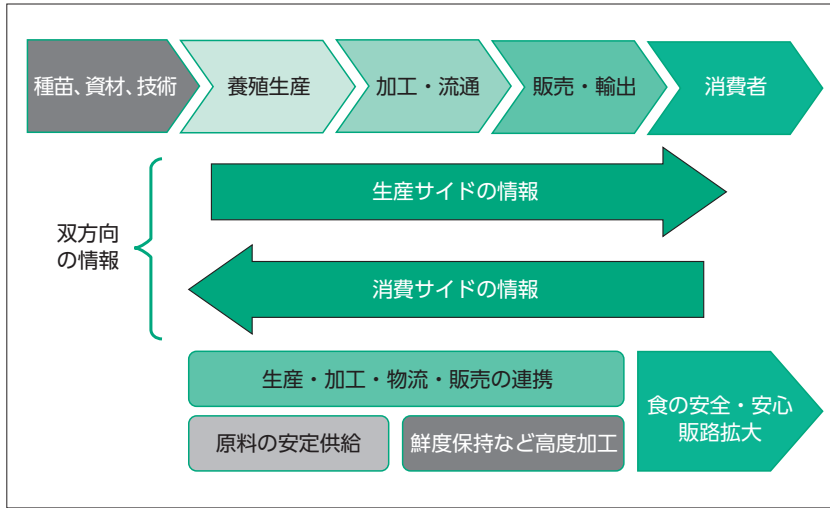 種苗、資材、技術
養殖生産
加工・流通
販売・輸出
消費者
生産サイドの情報
双方向
の情報
消費サイドの情報
生産・加工・物流・販売の連携
原料の安定供給
鮮度保持など高度加工
食の安全・安心
販路拡大